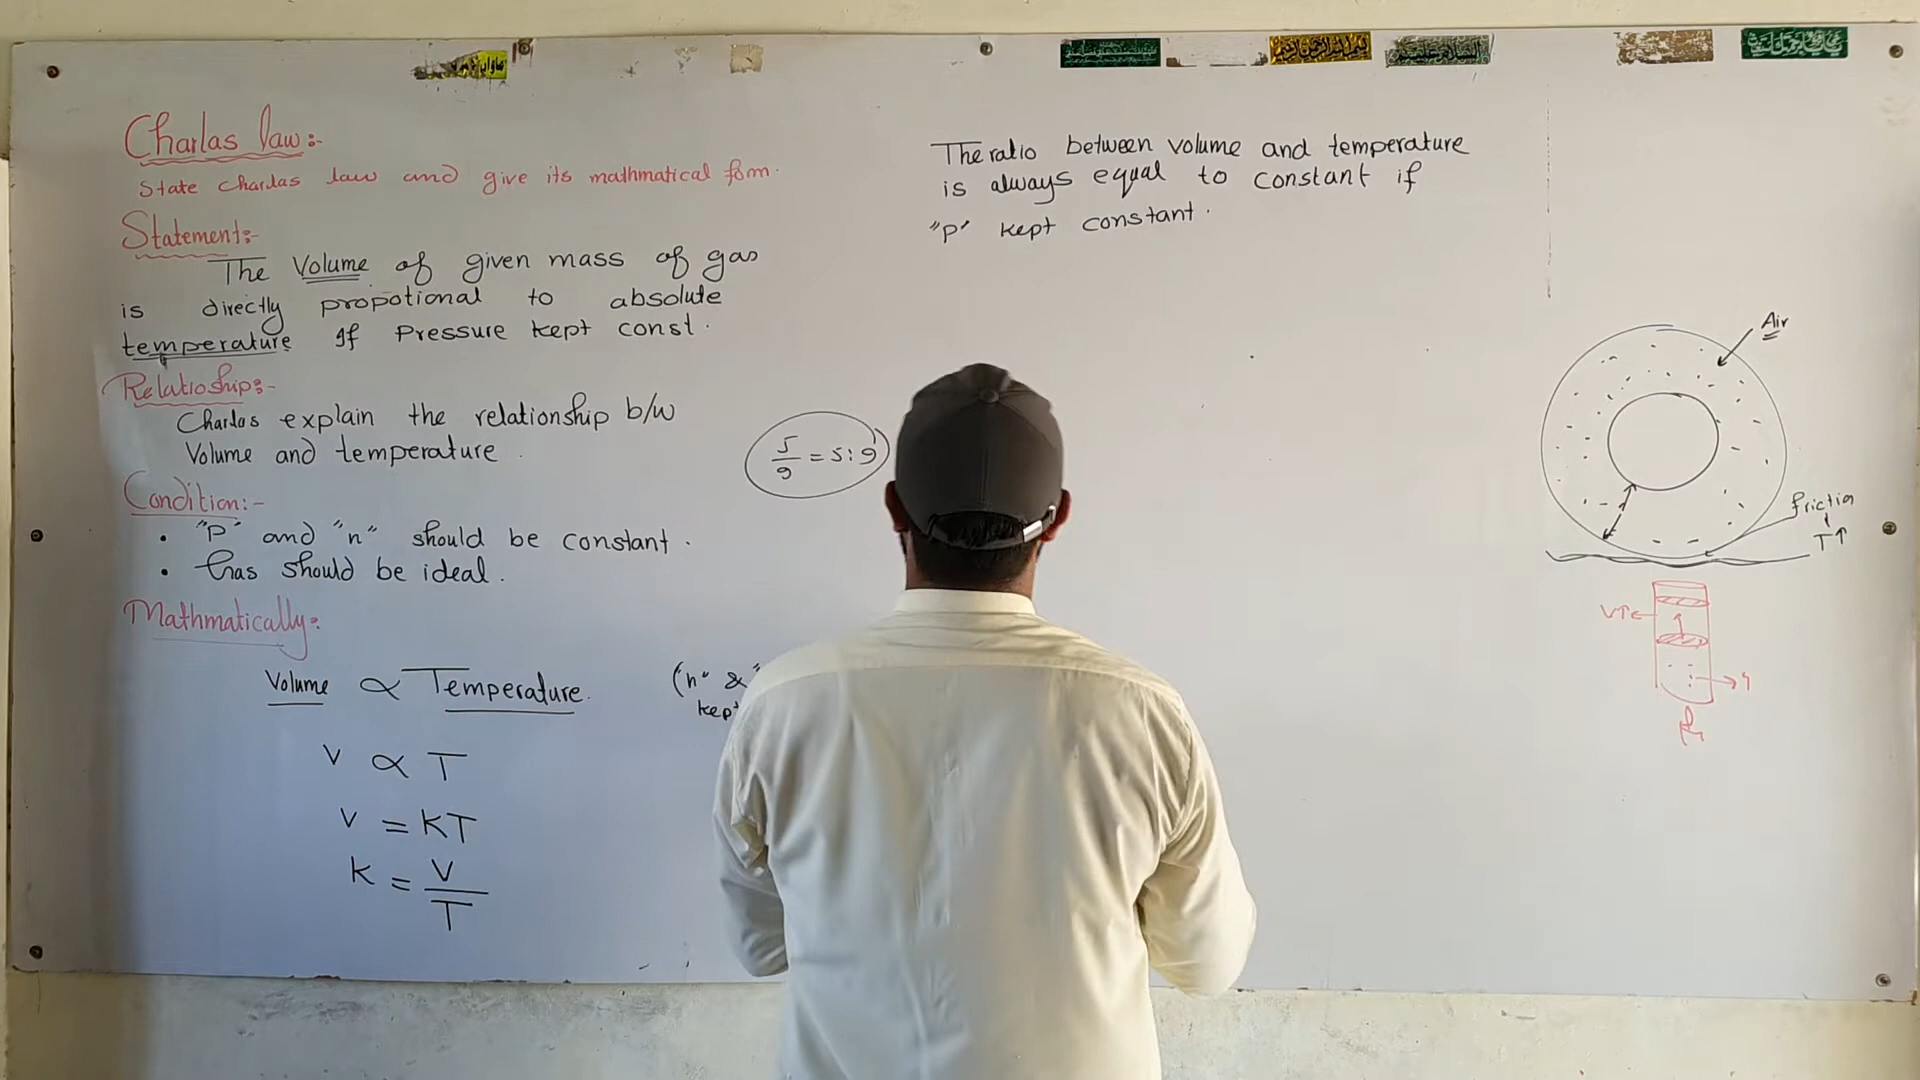 Charlas law:-
State charlas law and give its mathmatical form.
Statement:-
The Volume of given mass of gas
is directly propotional to absolute
temperature If Pressure kept const.
Relatioship:-
Charlas explain the relationship b/w
Volume and temperature.
Condition:-
• "P" and "n" should be constant.
• Gas should be ideal.
Mathmatically:-
Volume ∝ Temperature.
("n" &
kept
V ∝ T
V = KT
K = V/T
5/9 = 5:9
The ratio between volume and temperature
is always equal to constant if
"P" kept constant.
Air
friction
T↑
V↑